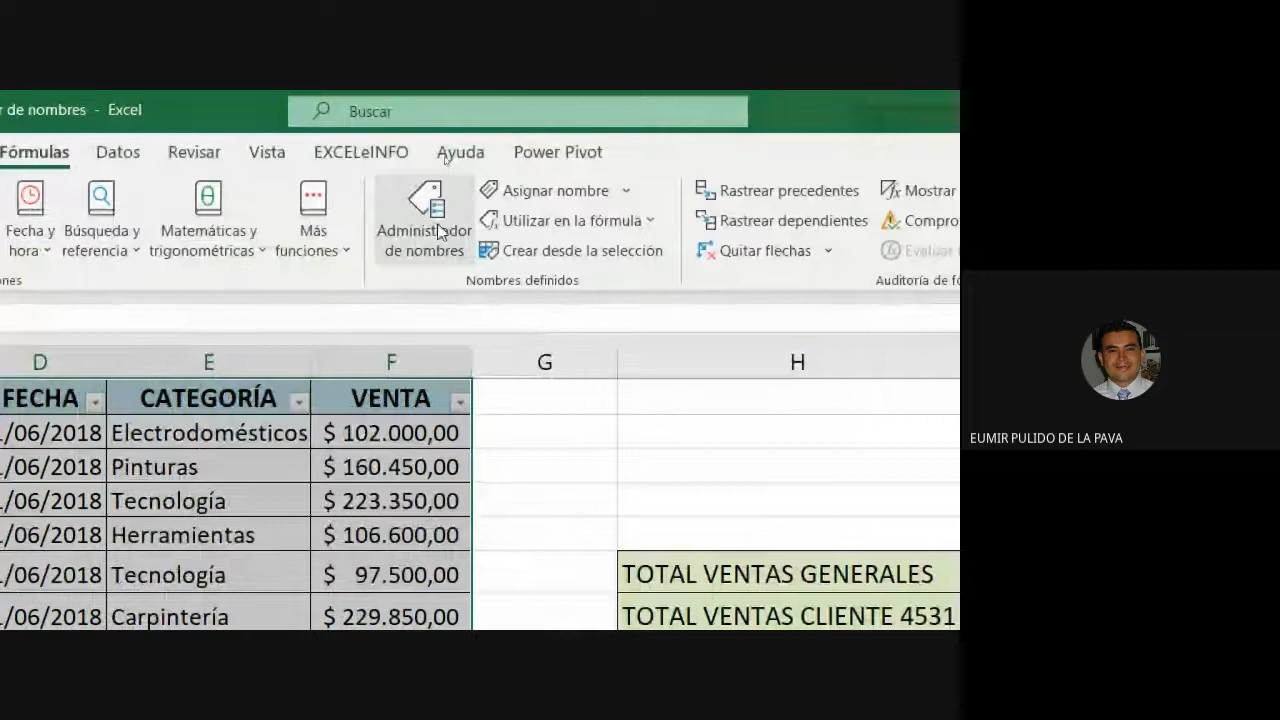 r de nombres - Excel
Buscar
Fórmulas Datos Revisar Vista EXCELeINFO Ayuda Power Pivot
Fecha y hora
Búsqueda y referencia
Matemáticas y trigonométricas
Más funciones
Administrador de nombres
Asignar nombre
Utilizar en la fórmula
Crear desde la selección
Rastrear precedentes
Rastrear dependientes
Quitar flechas
Mostrar
Compro
Evaluar
nes
Nombres definidos
Auditoría de fó
D E F G H
FECHA CATEGORÍA VENTA
1/06/2018 Electrodomésticos $ 102.000,00
/06/2018 Pinturas $ 160.450,00
/06/2018 Tecnología $ 223.350,00
/06/2018 Herramientas $ 106.600,00
/06/2018 Tecnología $ 97.500,00
TOTAL VENTAS GENERALES
/06/2018 Carpintería $ 229.850,00
TOTAL VENTAS CLIENTE 4531
EUMIR PULIDO DE LA PAVA